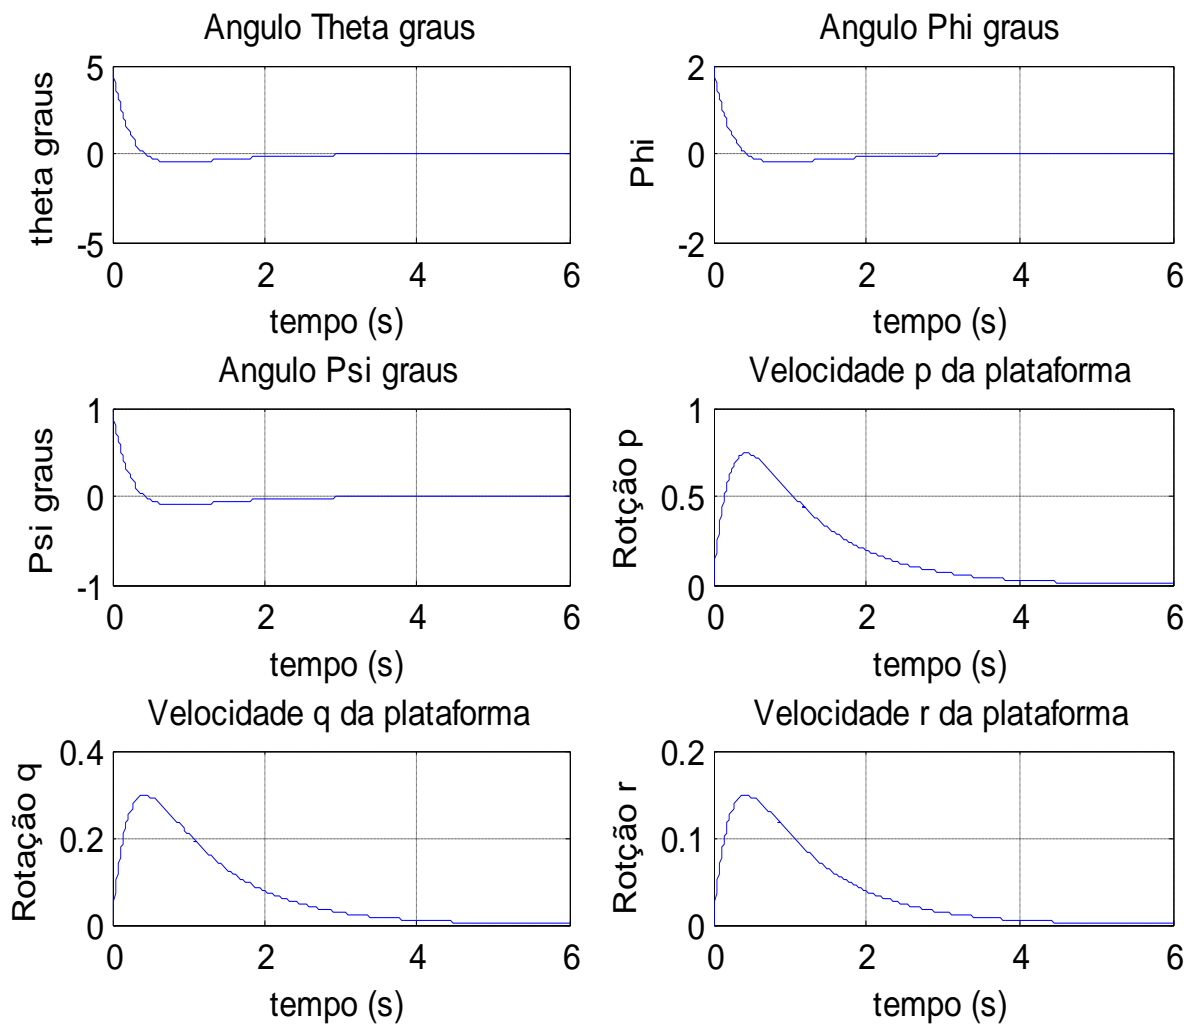 Angulo Theta graus
theta graus
5
0
-5
0 2 4 6
tempo (s)
Angulo Phi graus
Phi
2
0
-2
0 2 4 6
tempo (s)
Angulo Psi graus
Psi graus
1
0
-1
0 2 4 6
tempo (s)
Velocidade p da plataforma
Rotção p
1
0.5
0
0 2 4 6
tempo (s)
Velocidade q da plataforma
Rotação q
0.4
0.2
0
0 2 4 6
tempo (s)
Velocidade r da plataforma
Rotção r
0.2
0.1
0
0 2 4 6
tempo (s)